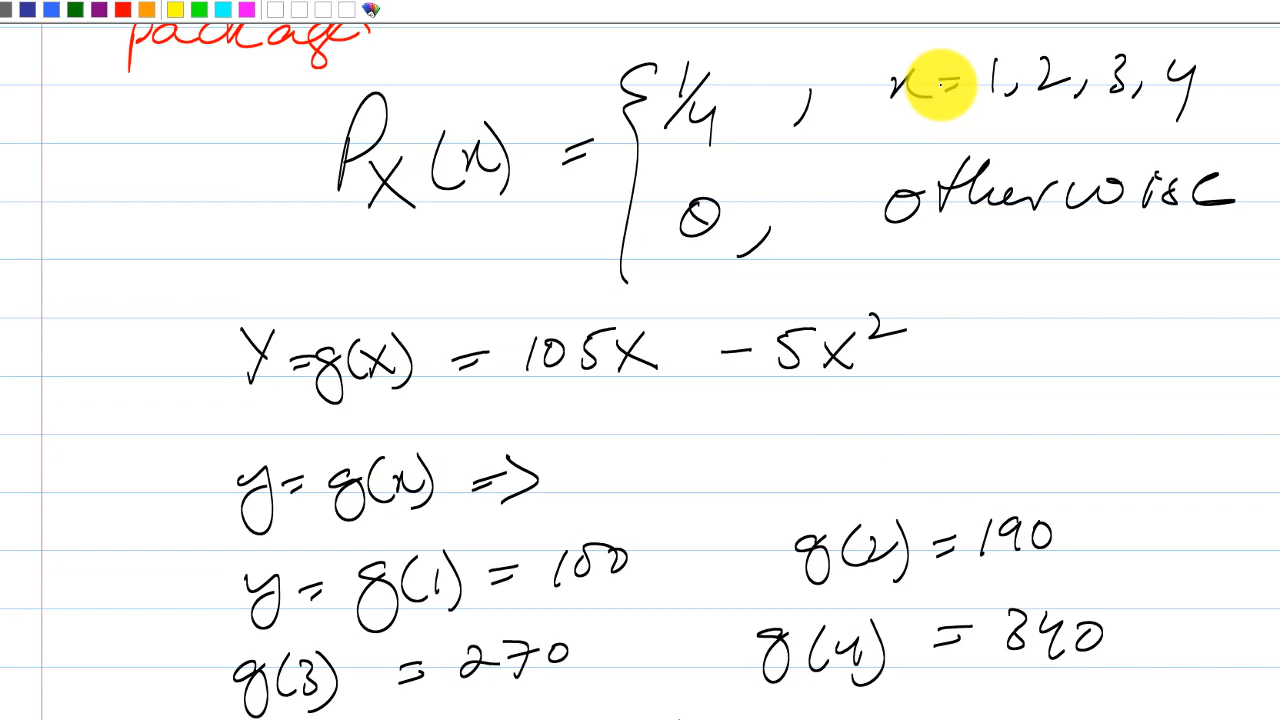 package:
P_X(x) = { 1/4 , x = 1, 2, 3, 4
0 , otherwise
Y = g(X) = 105X - 5X²
y = g(x) =>
y = g(1) = 100 g(2) = 190
g(3) = 270 g(4) = 340